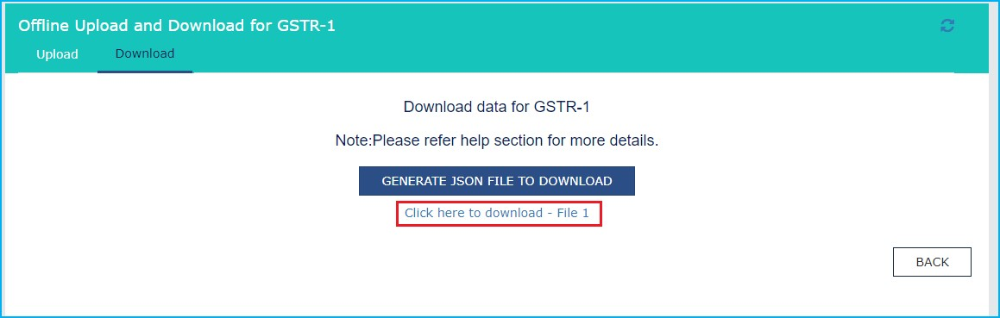 Offline Upload and Download for GSTR-1
Upload Download
Download data for GSTR-1
Note:Please refer help section for more details.
GENERATE JSON FILE TO DOWNLOAD
Click here to download - File 1
BACK